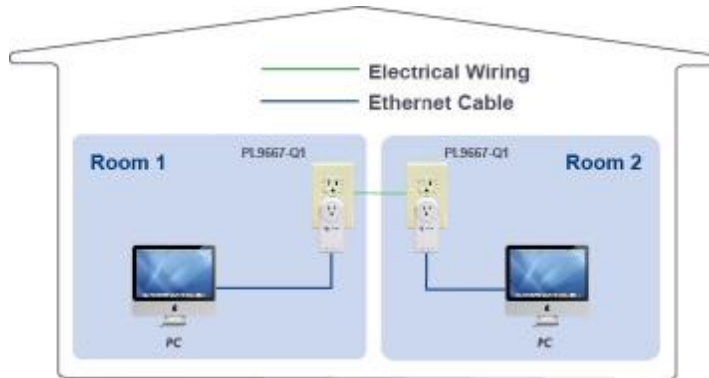 Electrical Wiring
Ethernet Cable
Room 1
PL9667-Q1
PL9667-Q1
Room 2
PC
PC